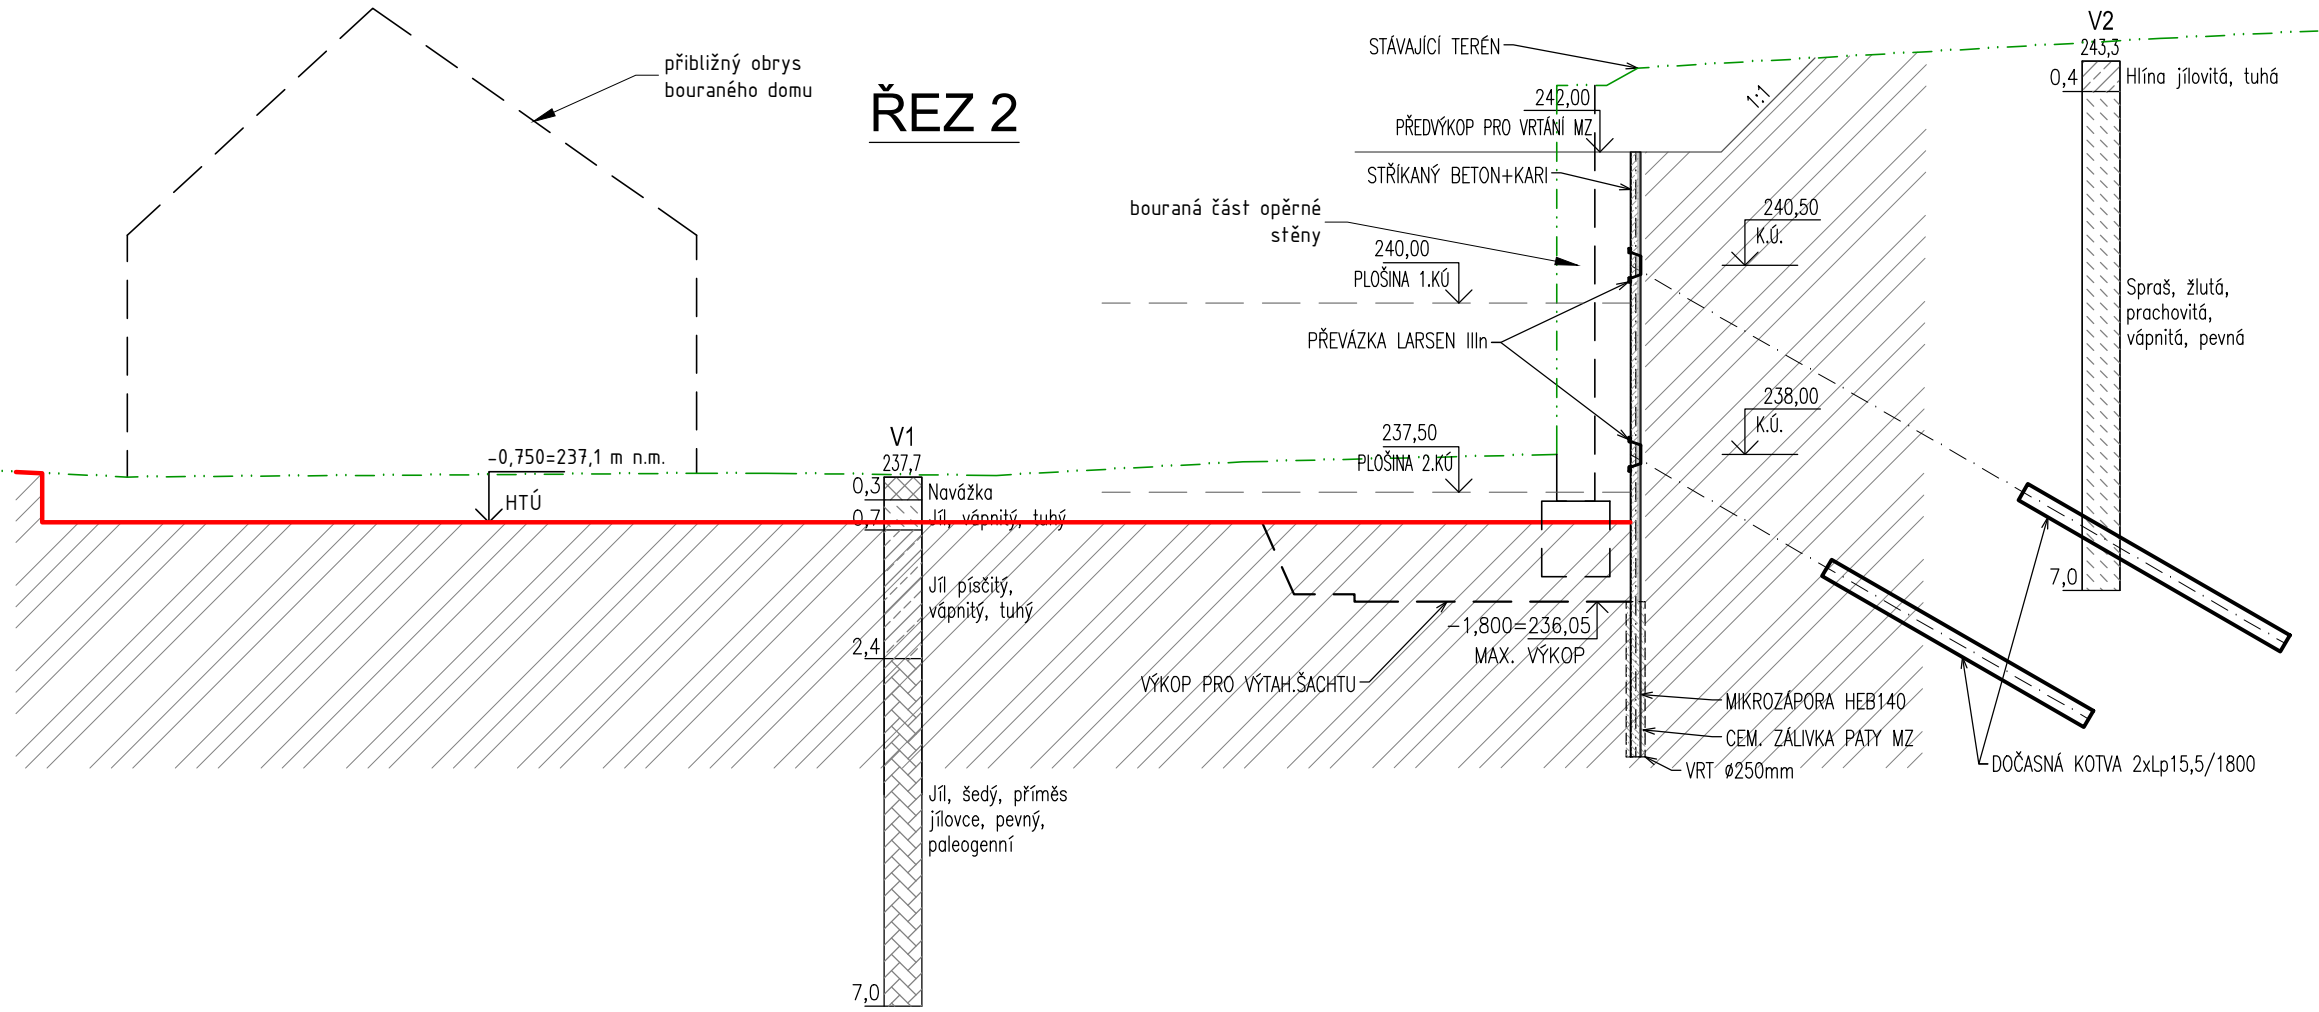 přibližný obrys
bouraného domu
ŘEZ 2
STÁVAJÍCÍ TERÉN
242,00
PŘEDVÝKOP PRO VRTÁNÍ MZ
1:1
STŘÍKANÝ BETON+KARI
bouraná část opěrné
stěny
240,00
PLOŠINA 1.KÚ
240,50
K.Ú.
PŘEVÁZKA LARSEN IIIn
238,00
K.Ú.
237,50
PLOŠINA 2.KÚ
V2
243,3
0,4
Hlína jílovitá, tuhá
Spraš, žlutá,
prachovitá,
vápnitá, pevná
7,0
-0,750=237,1 m n.m.
HTÚ
V1
237,7
0,3
Navážka
0,7
Jíl, vápnitý, tuhý
Jíl písčitý,
vápnitý, tuhý
2,4
Jíl, šedý, příměs
jílovce, pevný,
paleogenní
7,0
-1,800=236,05
MAX. VÝKOP
VÝKOP PRO VÝTAH.ŠACHTU
MIKROZÁPORA HEB140
CEM. ZÁLIVKA PATY MZ
VRT ø250mm
DOČASNÁ KOTVA 2xLp15,5/1800